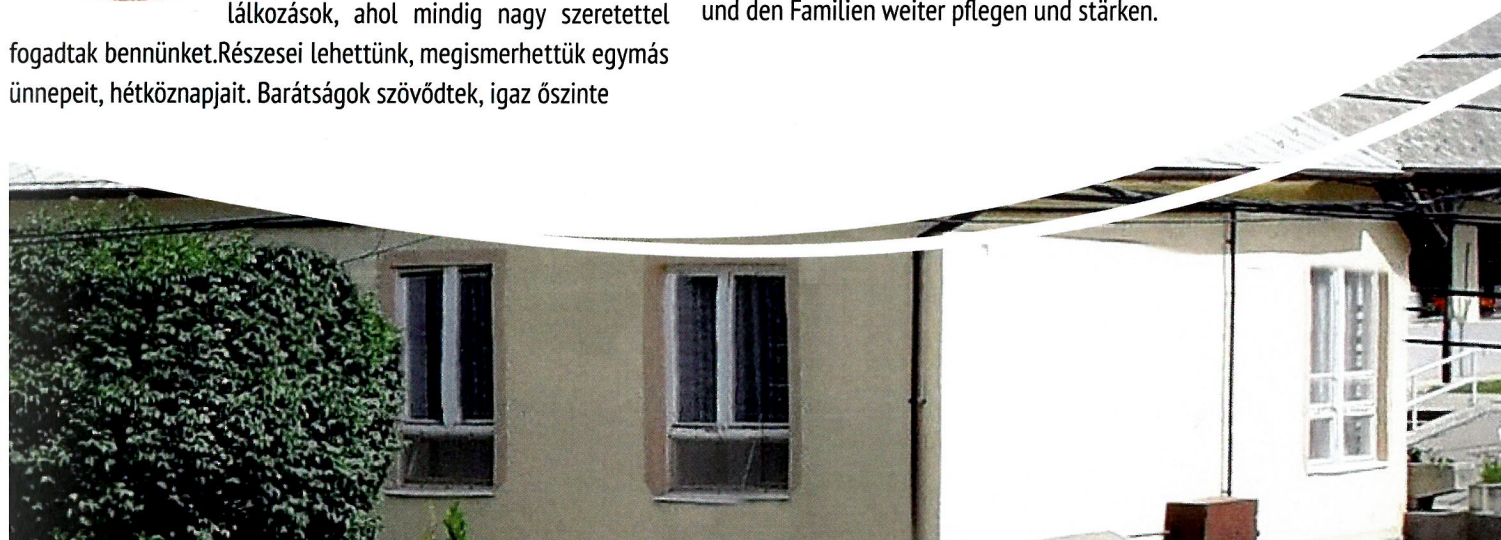 lálkozások, ahol mindig nagy szeretettel
fogadtak bennünket.Részesei lehettünk, megismerhettük egymás
ünnepeit, hétköznapjait. Barátságok szövődtek, igaz őszinte
und den Familien weiter pflegen und stärken.